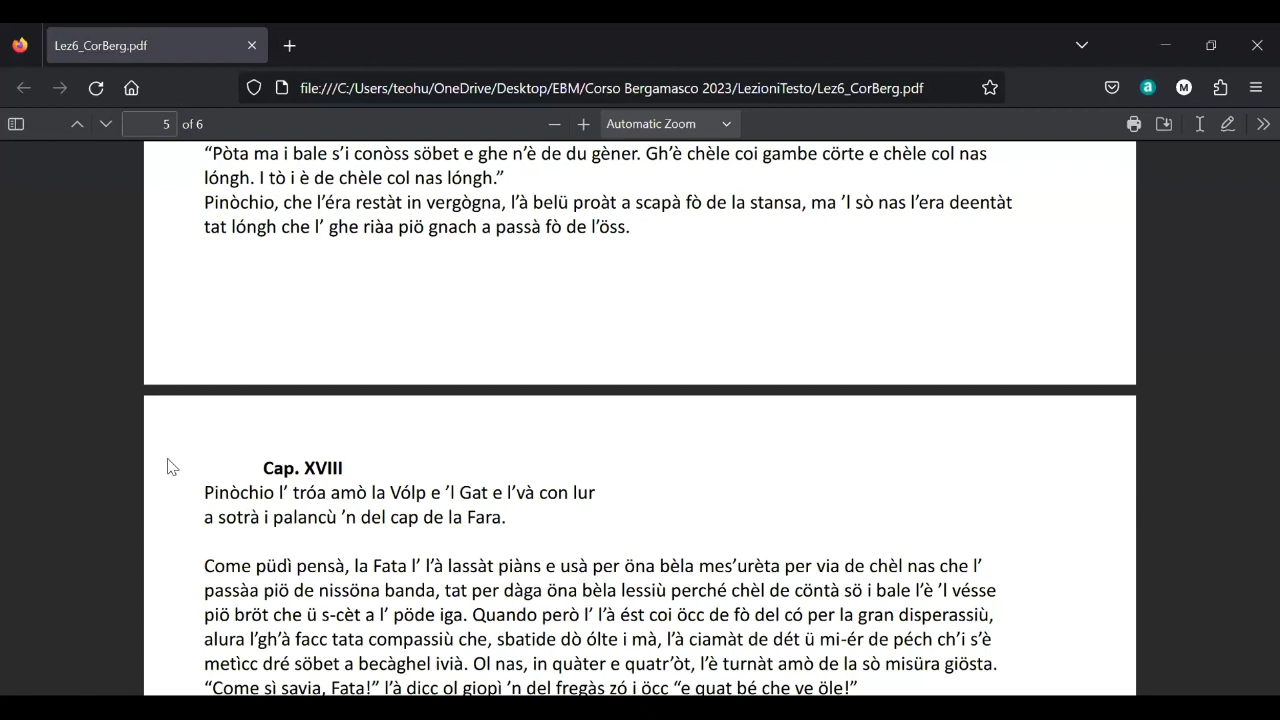 Lez6_CorBerg.pdf
file:///C:/Users/teohu/OneDrive/Desktop/EBM/Corso Bergamasco 2023/LezioniTesto/Lez6_CorBerg.pdf
5 of 6
Automatic Zoom
“Pòta ma i bale s’i conòss söbet e ghe n’è de du gèner. Gh’è chèle coi gambe cörte e chèle col nas
lóngh. I tò i è de chèle col nas lóngh.”
Pinòchio, che l’éra restàt in vergògna, l’à belü proàt a scapà fò de la stansa, ma ’l sò nas l’era deentàt
tat lóngh che l’ ghe riàa piö gnach a passà fò de l’öss.
Cap. XVIII
Pinòchio l’ tróa amò la Vólp e ’l Gat e l’và con lur
a sotrà i palancù ’n del cap de la Fara.
Come püdì pensà, la Fata l’ l’à lassàt piàns e usà per öna bèla mes’urèta per via de chèl nas che l’
passàa piö de nissöna banda, tat per dàga öna bèla lessiù perché chèl de cöntà sö i bale l’è ’l vésse
piö bröt che ü s-cèt a l’ pöde iga. Quando però l’ l’à ést coi öcc de fò del có per la gran disperassiù,
alura l’gh’à facc tata compassiù che, sbatide dò ólte i mà, l’à ciamàt de dét ü mi-ér de péch ch’i s’è
metìcc dré söbet a becàghel ivià. Ol nas, in quàter e quatr’òt, l’è turnàt amò de la sò misüra giösta.
“Come sì savia, Fata!” l’à dicc ol giopì ’n del fregàs zó i öcc “e quat bé che ve öle!”